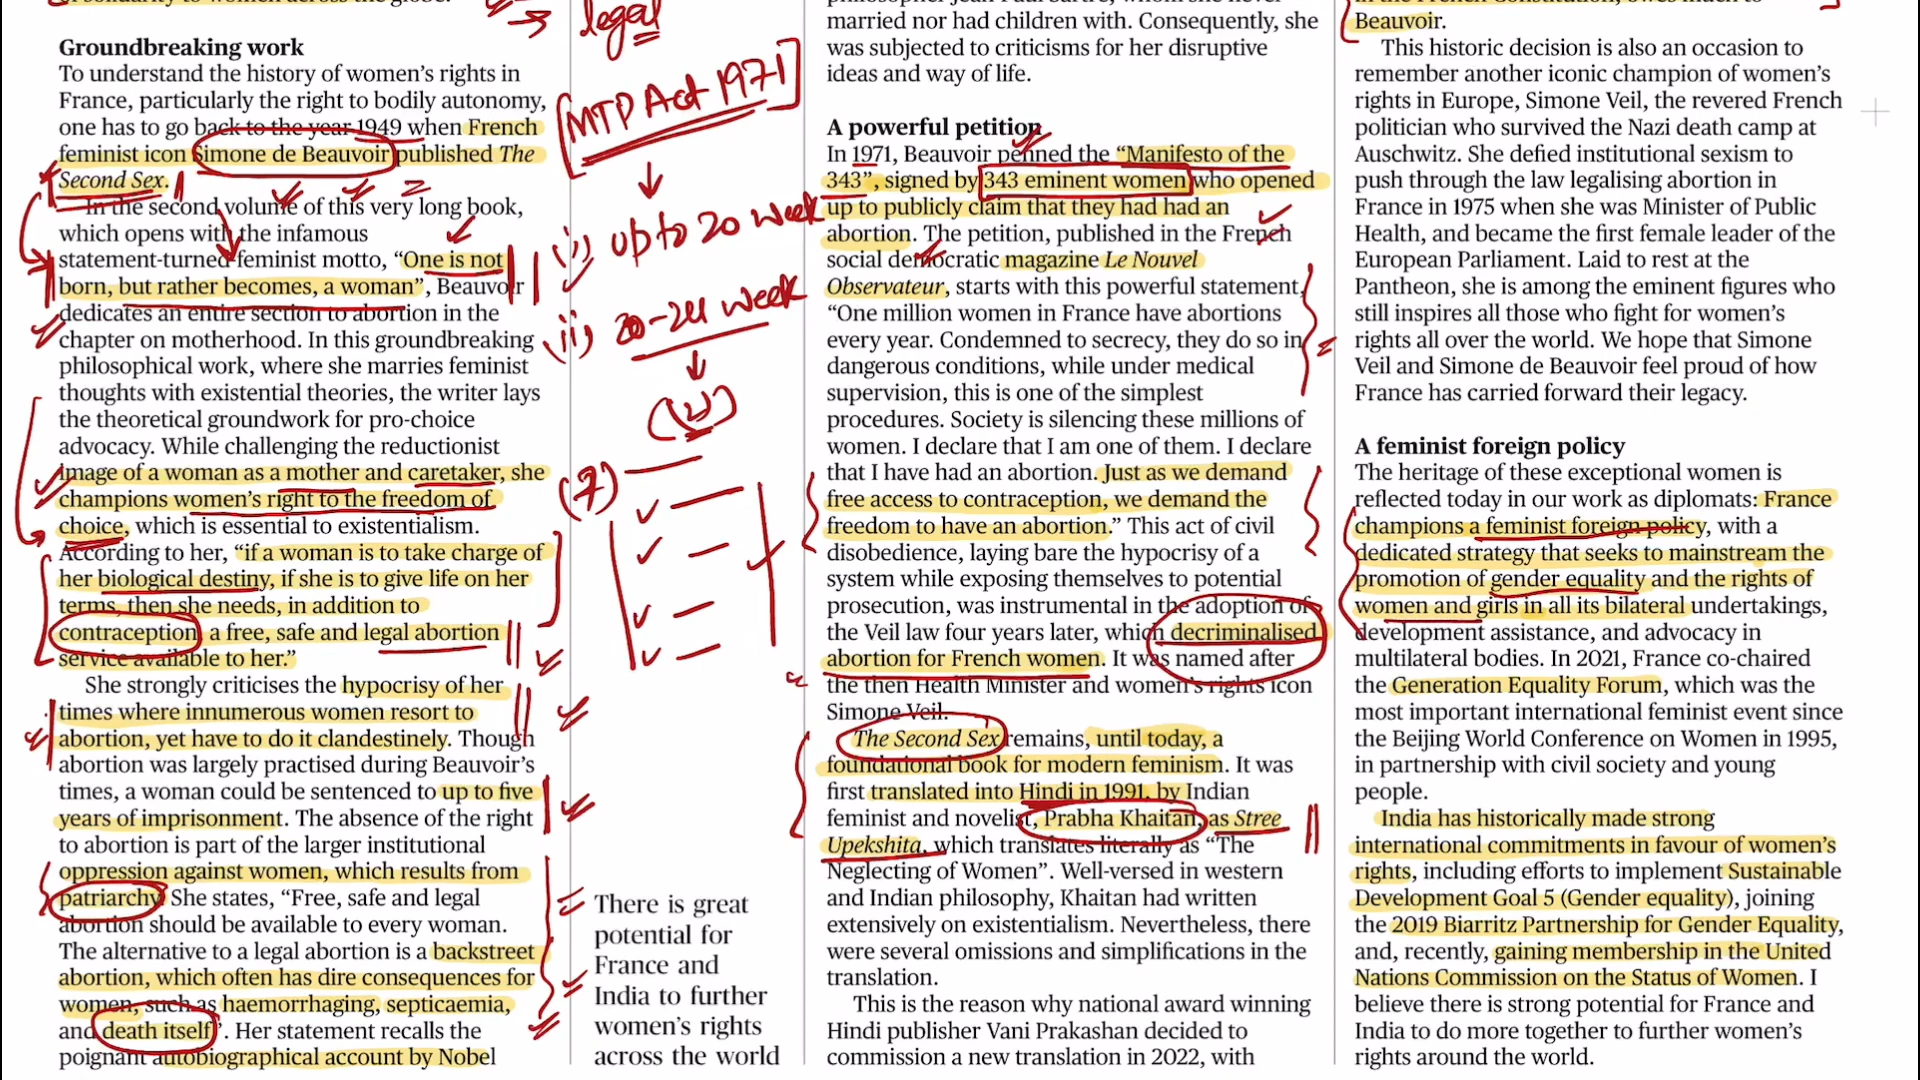 of solidarity to women across the globe.
Groundbreaking work
To understand the history of women's rights in
France, particularly the right to bodily autonomy,
one has to go back to the year 1949 when French
feminist icon Simone de Beauvoir published The
Second Sex.
In the second volume of this very long book,
which opens with the infamous
statement-turned feminist motto, “One is not
born, but rather becomes, a woman”, Beauvoir
dedicates an entire section to abortion in the
chapter on motherhood. In this groundbreaking
philosophical work, where she marries feminist
thoughts with existential theories, the writer lays
the theoretical groundwork for pro-choice
advocacy. While challenging the reductionist
image of a woman as a mother and caretaker, she
champions women's right to the freedom of
choice, which is essential to existentialism.
According to her, “if a woman is to take charge of
her biological destiny, if she is to give life on her
terms, then she needs, in addition to
contraception, a free, safe and legal abortion
service available to her.”
She strongly criticises the hypocrisy of her
times where innumerous women resort to
abortion, yet have to do it clandestinely. Though
abortion was largely practised during Beauvoir's
times, a woman could be sentenced to up to five
years of imprisonment. The absence of the right
to abortion is part of the larger institutional
oppression against women, which results from
patriarchy. She states, “Free, safe and legal
abortion should be available to every woman.
The alternative to a legal abortion is a backstreet
abortion, which often has dire consequences for
women, such as haemorrhaging, septicaemia,
and death itself”. Her statement recalls the
poignant autobiographical account by Nobel
legal
[MTP Act 1971]
(i) up to 20 week
(ii) 20-24 week
(2)
(7)
There is great
potential for
France and
India to further
women's rights
across the world
philosopher Jean-Paul Sartre, whom she never
married nor had children with. Consequently, she
was subjected to criticisms for her disruptive
ideas and way of life.
A powerful petition
In 1971, Beauvoir penned the “Manifesto of the
343”, signed by 343 eminent women who opened
up to publicly claim that they had had an
abortion. The petition, published in the French
social democratic magazine Le Nouvel
Observateur, starts with this powerful statement,
“One million women in France have abortions
every year. Condemned to secrecy, they do so in
dangerous conditions, while under medical
supervision, this is one of the simplest
procedures. Society is silencing these millions of
women. I declare that I am one of them. I declare
that I have had an abortion. Just as we demand
free access to contraception, we demand the
freedom to have an abortion.” This act of civil
disobedience, laying bare the hypocrisy of a
system while exposing themselves to potential
prosecution, was instrumental in the adoption of
the Veil law four years later, which decriminalised
abortion for French women. It was named after
the then Health Minister and women's rights icon
Simone Veil.
The Second Sex remains, until today, a
foundational book for modern feminism. It was
first translated into Hindi in 1991, by Indian
feminist and novelist, Prabha Khaitan, as Stree
Upekshita, which translates literally as “The
Neglecting of Women”. Well-versed in western
and Indian philosophy, Khaitan had written
extensively on existentialism. Nevertheless, there
were several omissions and simplifications in the
translation.
This is the reason why national award winning
Hindi publisher Vani Prakashan decided to
commission a new translation in 2022, with
in the French Constitution, owes much to
Beauvoir.
This historic decision is also an occasion to
remember another iconic champion of women's
rights in Europe, Simone Veil, the revered French
politician who survived the Nazi death camp at
Auschwitz. She defied institutional sexism to
push through the law legalising abortion in
France in 1975 when she was Minister of Public
Health, and became the first female leader of the
European Parliament. Laid to rest at the
Pantheon, she is among the eminent figures who
still inspires all those who fight for women's
rights all over the world. We hope that Simone
Veil and Simone de Beauvoir feel proud of how
France has carried forward their legacy.
A feminist foreign policy
The heritage of these exceptional women is
reflected today in our work as diplomats: France
champions a feminist foreign policy, with a
dedicated strategy that seeks to mainstream the
promotion of gender equality and the rights of
women and girls in all its bilateral undertakings,
development assistance, and advocacy in
multilateral bodies. In 2021, France co-chaired
the Generation Equality Forum, which was the
most important international feminist event since
the Beijing World Conference on Women in 1995,
in partnership with civil society and young
people.
India has historically made strong
international commitments in favour of women's
rights, including efforts to implement Sustainable
Development Goal 5 (Gender equality), joining
the 2019 Biarritz Partnership for Gender Equality,
and, recently, gaining membership in the United
Nations Commission on the Status of Women. I
believe there is strong potential for France and
India to do more together to further women's
rights around the world.